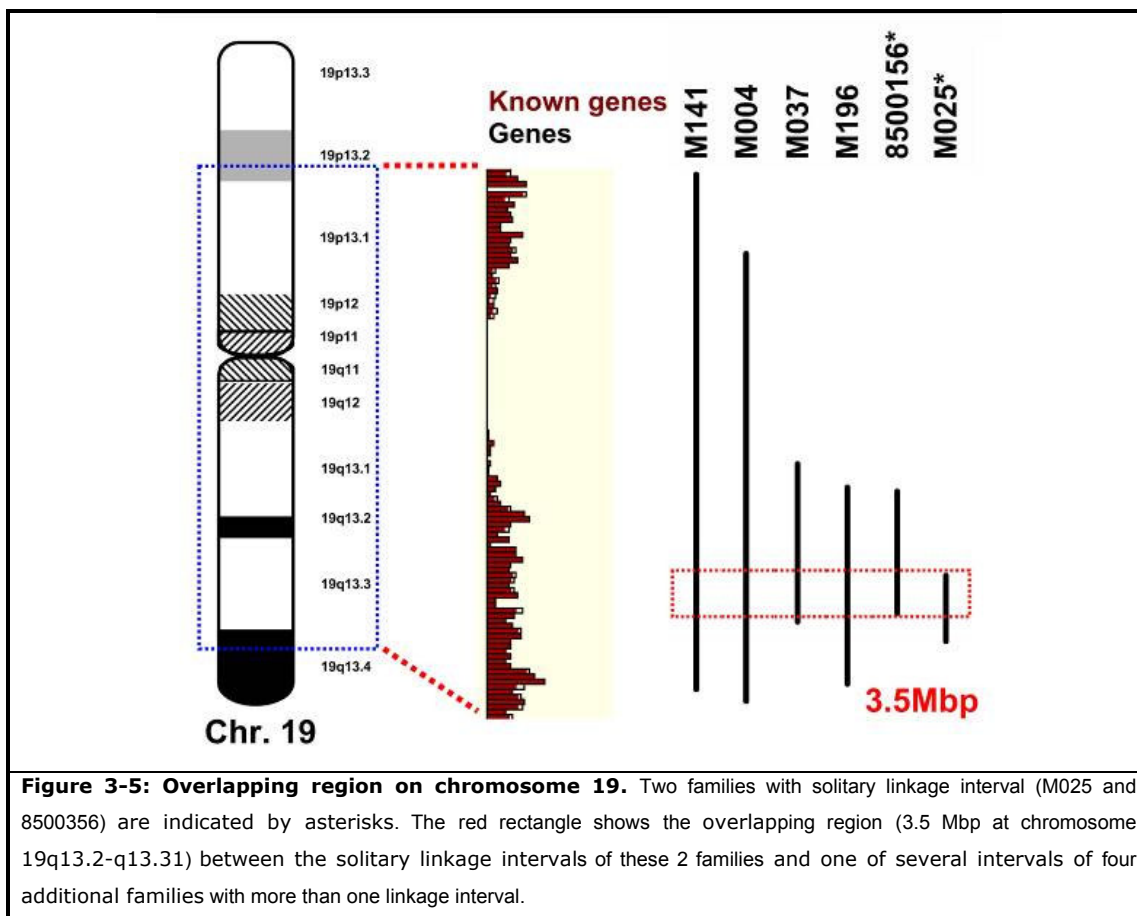 19p13.3
19p13.2
19p13.1
19p12
19p11
19q11
19q12
19q13.1
19q13.2
19q13.3
19q13.4
Chr. 19
Known genes
Genes
M141
M004
M037
M196
8500156*
M025*
3.5Mbp
Figure 3-5: Overlapping region on chromosome 19. Two families with solitary linkage interval (M025 and
8500356) are indicated by asterisks. The red rectangle shows the overlapping region (3.5 Mbp at chromosome
19q13.2-q13.31) between the solitary linkage intervals of these 2 families and one of several intervals of four
additional families with more than one linkage interval.